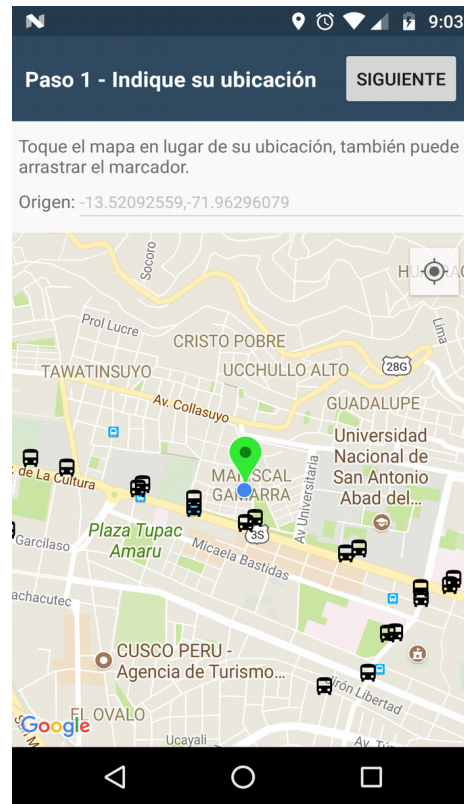 9:03
Paso 1 - Indique su ubicación
SIGUIENTE
Toque el mapa en lugar de su ubicación, también puede
arrastrar el marcador.
Origen: -13.52092559,-71.96296079
Socoro
Prol Lucre
CRISTO POBRE
Lima
TAWATINSUYO
UCCHULLO ALTO
28G
Av. Collasuyo
GUADALUPE
Universidad
Nacional de
San Antonio
Abad del...
MARISCAL
GAMARRA
Av Universitaria
de La Cultura
3S
Plaza Tupac
Amaru
Garcilaso
Micaela Bastidas
CUSCO PERU -
Agencia de Turismo...
Libertad
EL OVALO
Google
Ucayali